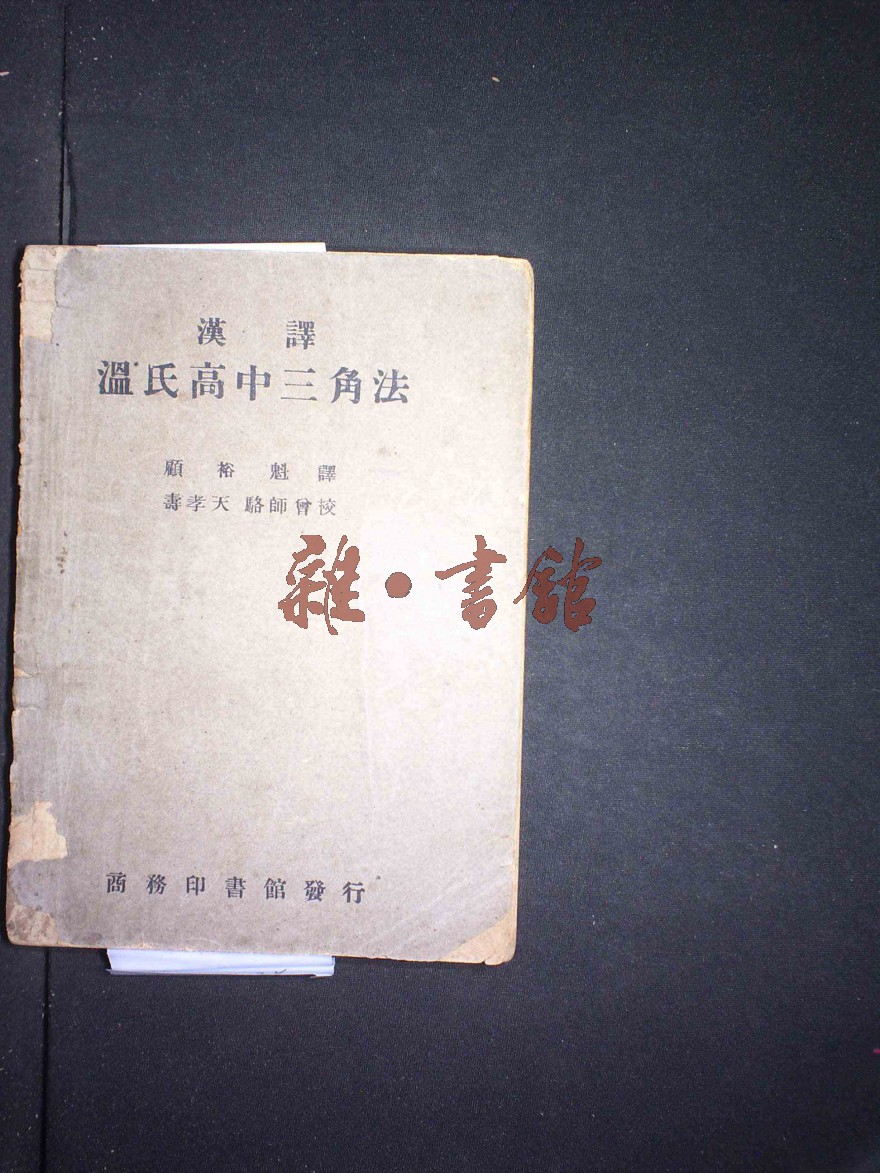 漢譯
溫氏高中三角法
顧裕魁譯
壽孝天 駱師曾校
雜·書館
商務印書館發行